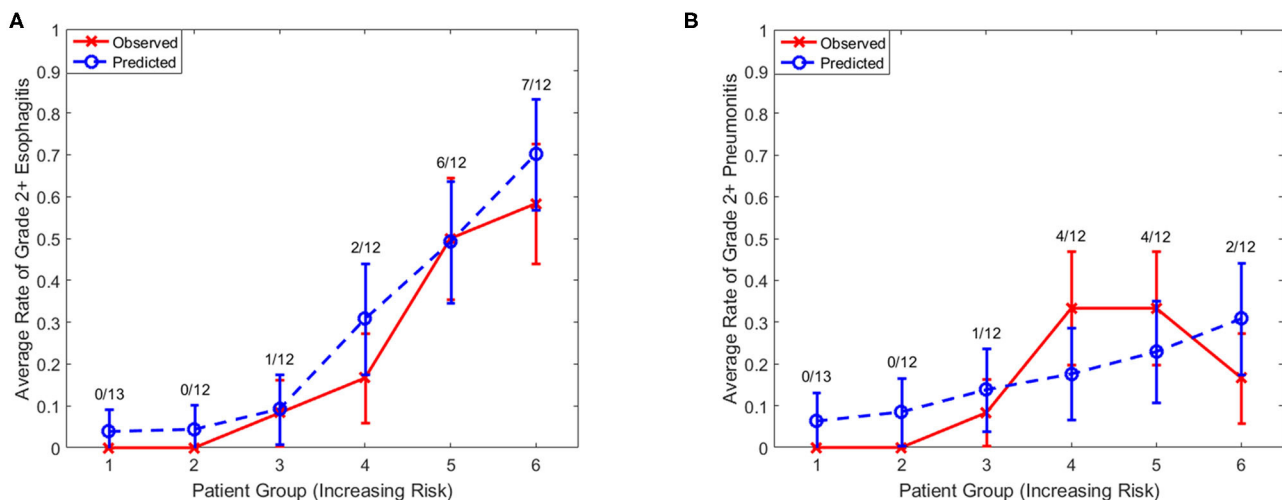 A
Observed
Predicted
Average Rate of Grade 2+ Esophagitis
1
0.9
0.8
0.7
0.6
0.5
0.4
0.3
0.2
0.1
0
0/13
0/12
1/12
2/12
6/12
7/12
1 2 3 4 5 6
Patient Group (Increasing Risk)
B
Observed
Predicted
Average Rate of Grade 2+ Pneumonitis
1
0.9
0.8
0.7
0.6
0.5
0.4
0.3
0.2
0.1
0
0/13
0/12
1/12
4/12
4/12
2/12
1 2 3 4 5 6
Patient Group (Increasing Risk)